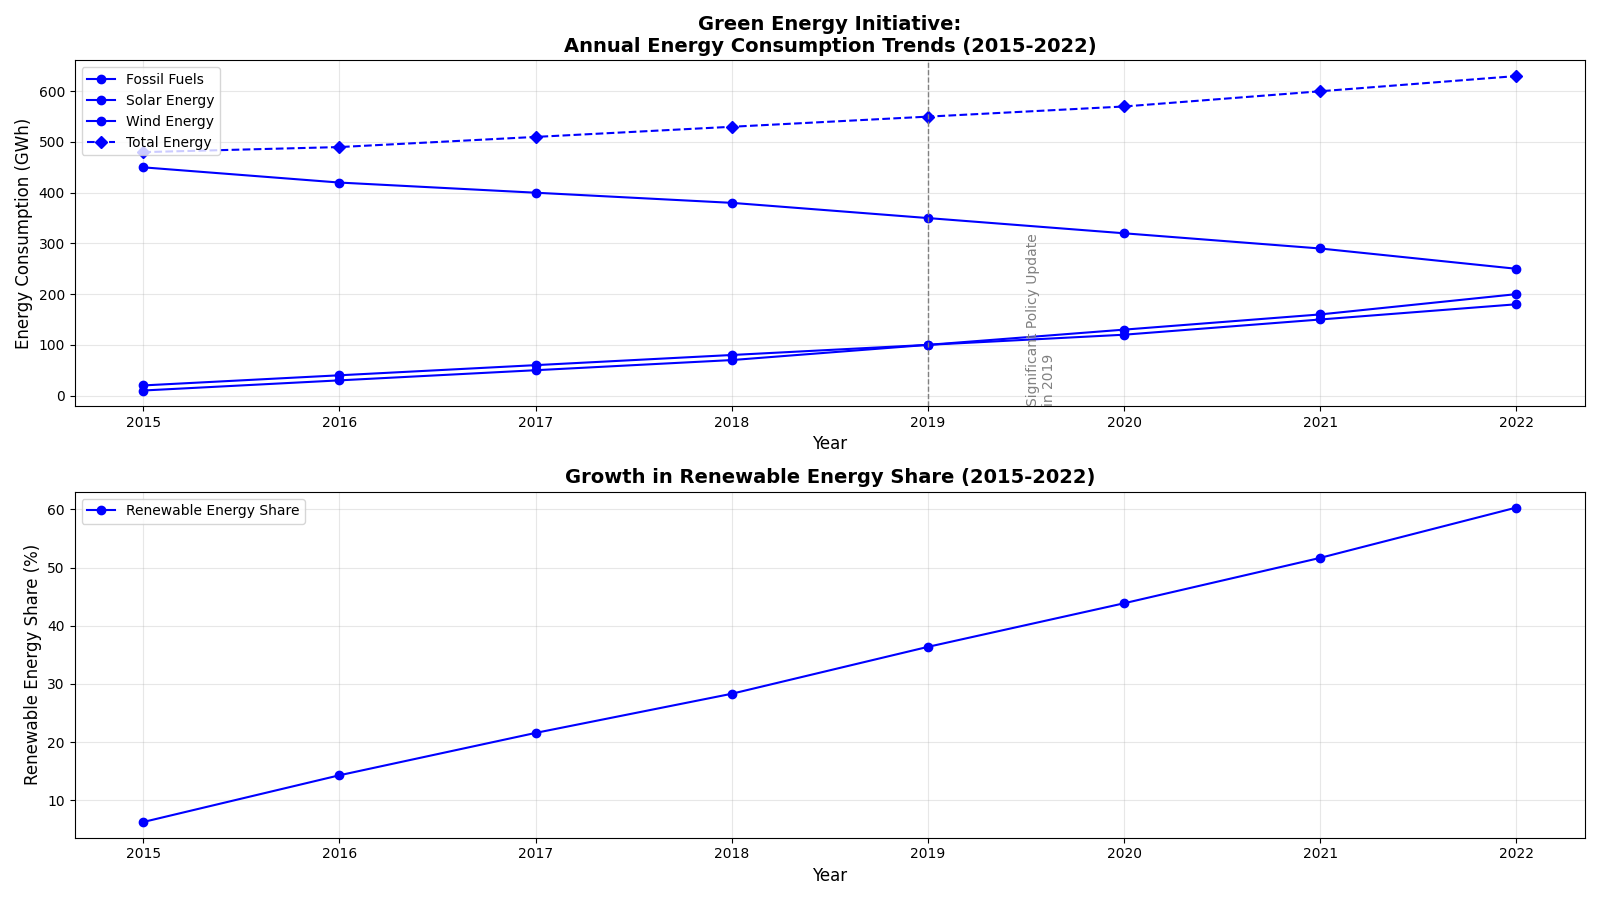 Green Energy Initiative:
Annual Energy Consumption Trends (2015-2022)
Fossil Fuels
Solar Energy
Wind Energy
Total Energy
Energy Consumption (GWh)
600
500
400
300
200
100
0
Significant Policy Update
in 2019
2015 2016 2017 2018 2019 2020 2021 2022
Year
Growth in Renewable Energy Share (2015-2022)
Renewable Energy Share
Renewable Energy Share (%)
60
50
40
30
20
10
2015 2016 2017 2018 2019 2020 2021 2022
Year